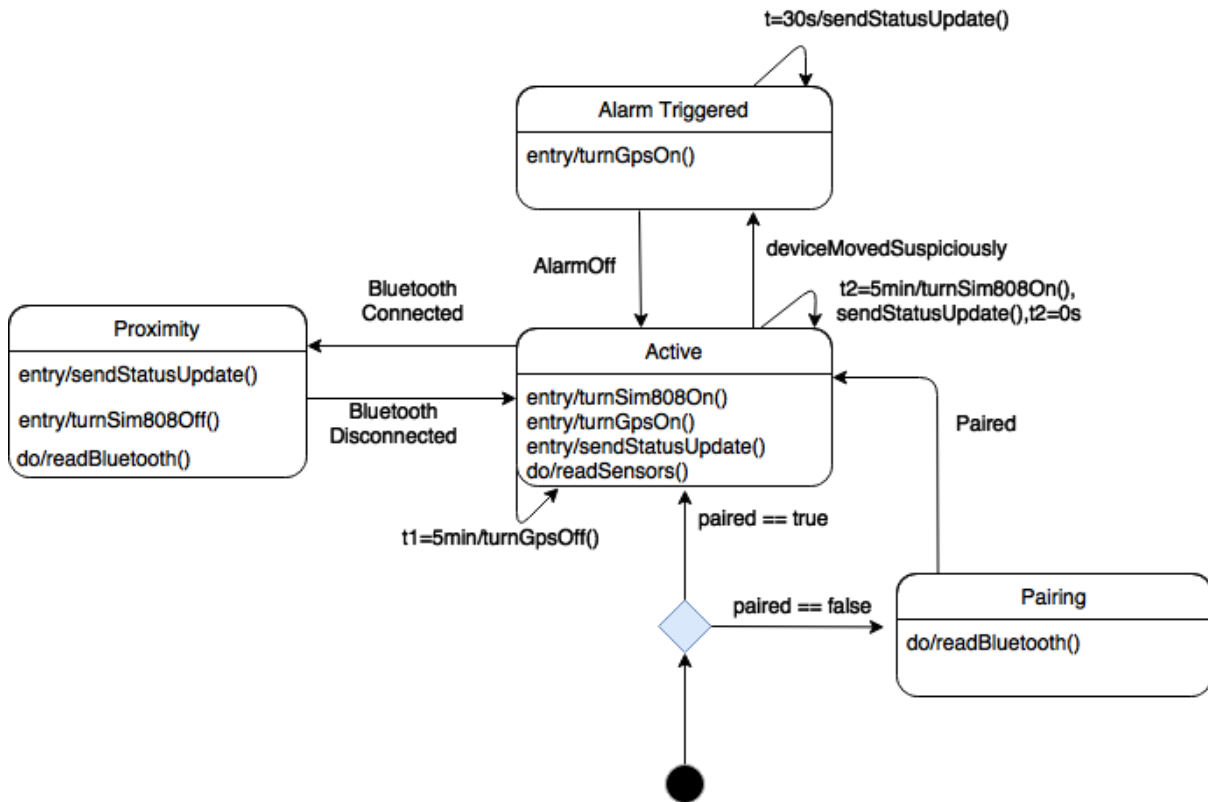 t=30s/sendStatusUpdate()
Alarm Triggered
entry/turnGpsOn()
AlarmOff
deviceMovedSuspiciously
t2=5min/turnSim808On(),
sendStatusUpdate(),t2=0s
Bluetooth
Connected
Proximity
entry/sendStatusUpdate()
entry/turnSim808Off()
do/readBluetooth()
Bluetooth
Disconnected
Active
entry/turnSim808On()
entry/turnGpsOn()
entry/sendStatusUpdate()
do/readSensors()
Paired
t1=5min/turnGpsOff()
paired == true
paired == false
Pairing
do/readBluetooth()